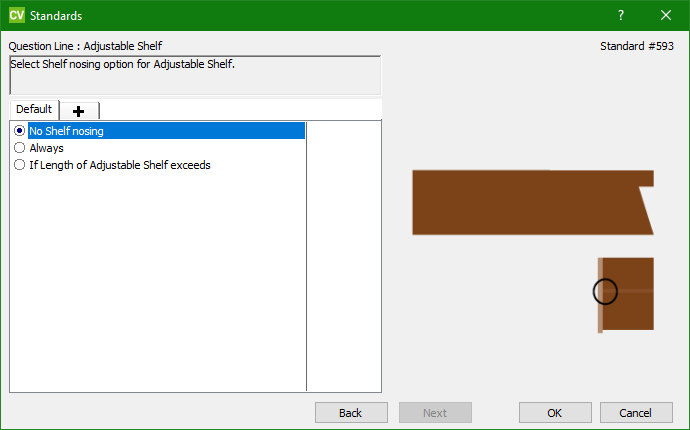 CV Standards ?
Question Line : Adjustable Shelf Standard #593
Select Shelf nosing option for Adjustable Shelf.
Default
No Shelf nosing
Always
If Length of Adjustable Shelf exceeds
Back Next OK Cancel